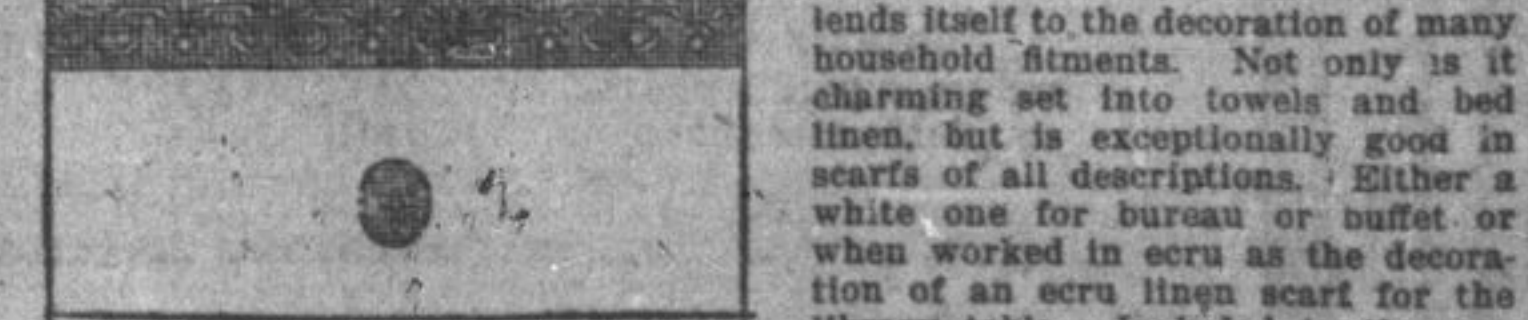 lends itself to the decoration of many
household fitments. Not only is it
charming set into towels and bed
linen, but is exceptionally good in
scarfs of all descriptions. Either a
white one for bureau or buffet or
when worked in ecru as the decora-
tion of an ecru linen scarf for the